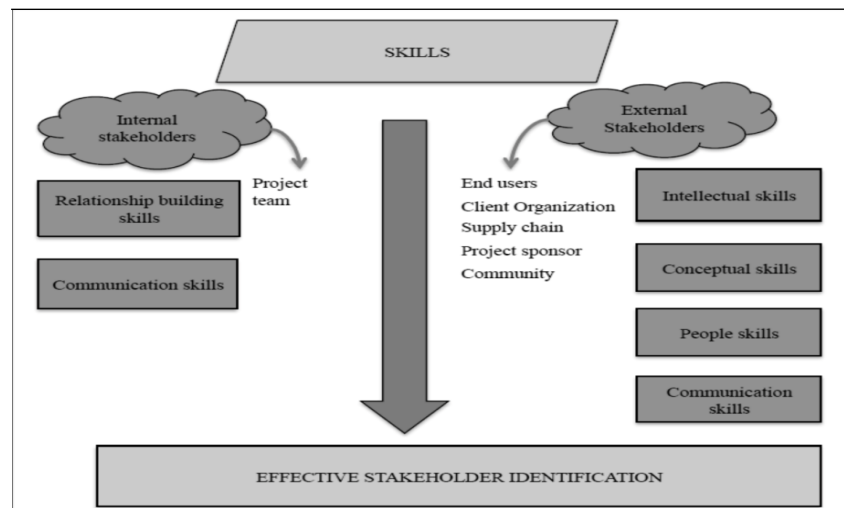 SKILLS
Internal
stakeholders
External
Stakeholders
Project
team
Relationship building
skills
Communication skills
End users
Client Organization
Supply chain
Project sponsor
Community
Intellectual skills
Conceptual skills
People skills
Communication
skills
EFFECTIVE STAKEHOLDER IDENTIFICATION